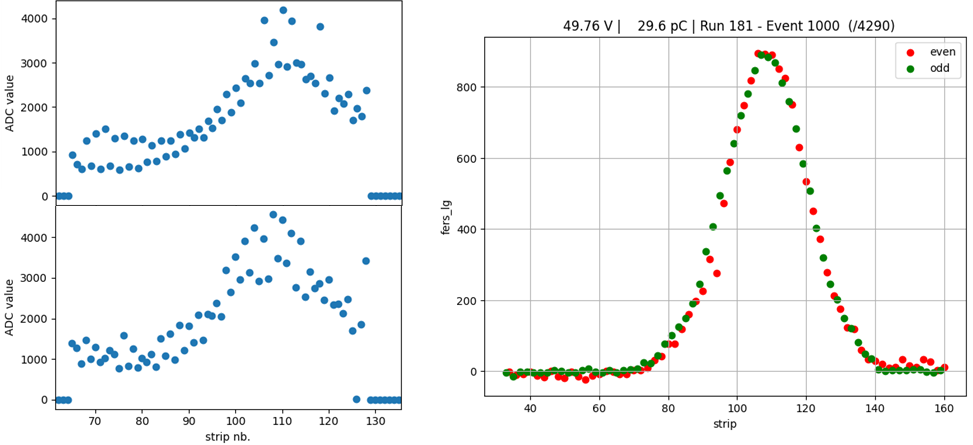 4000
3000
2000
1000
0
ADC value
4000
3000
2000
1000
0
ADC value
70 80 90 100 110 120 130
strip nb.
49.76 V | 29.6 pC | Run 181 - Event 1000 (/4290)
even
odd
800
600
400
200
0
fers_lg
40 60 80 100 120 140 160
strip